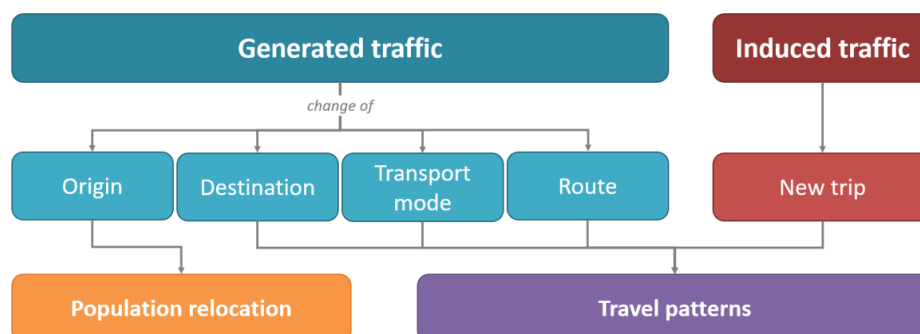 Generated traffic
Induced traffic
change of
Origin
Destination
Transport
mode
Route
New trip
Population relocation
Travel patterns